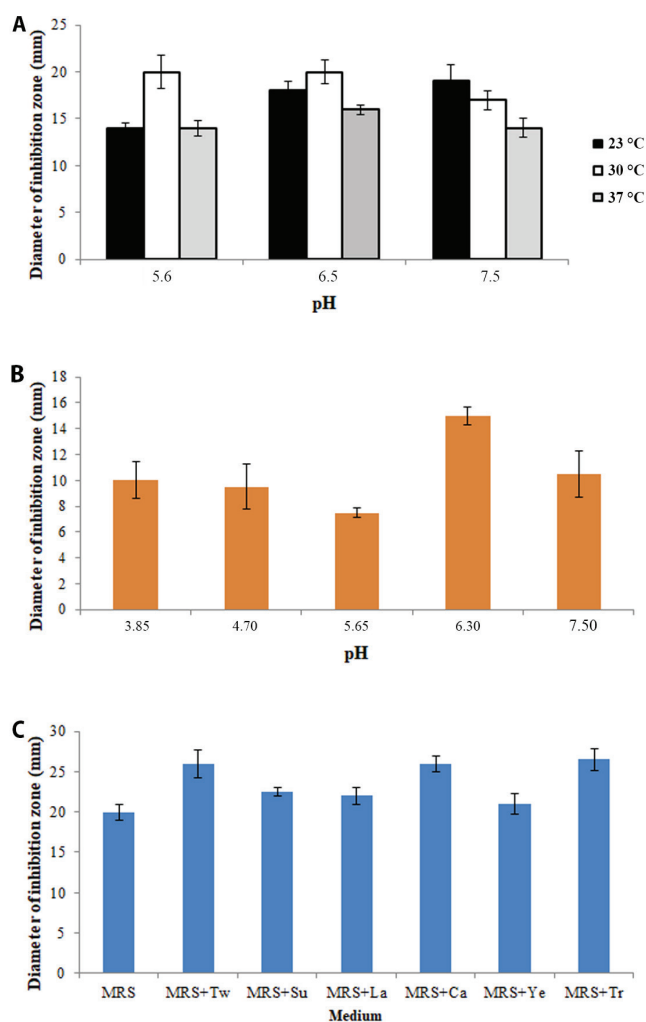 A
Diameter of inhibition zone (mm)
25
20
15
10
5
0
5.6 6.5 7.5
pH
23 °C
30 °C
37 °C
B
Diameter of inhibition zone (mm)
18
16
14
12
10
8
6
4
2
0
3.85 4.70 5.65 6.30 7.50
pH
C
Diameter of inhibition zone (mm)
30
25
20
15
10
5
0
MRS MRS+Tw MRS+Su MRS+La MRS+Ca MRS+Ye MRS+Tr
Medium